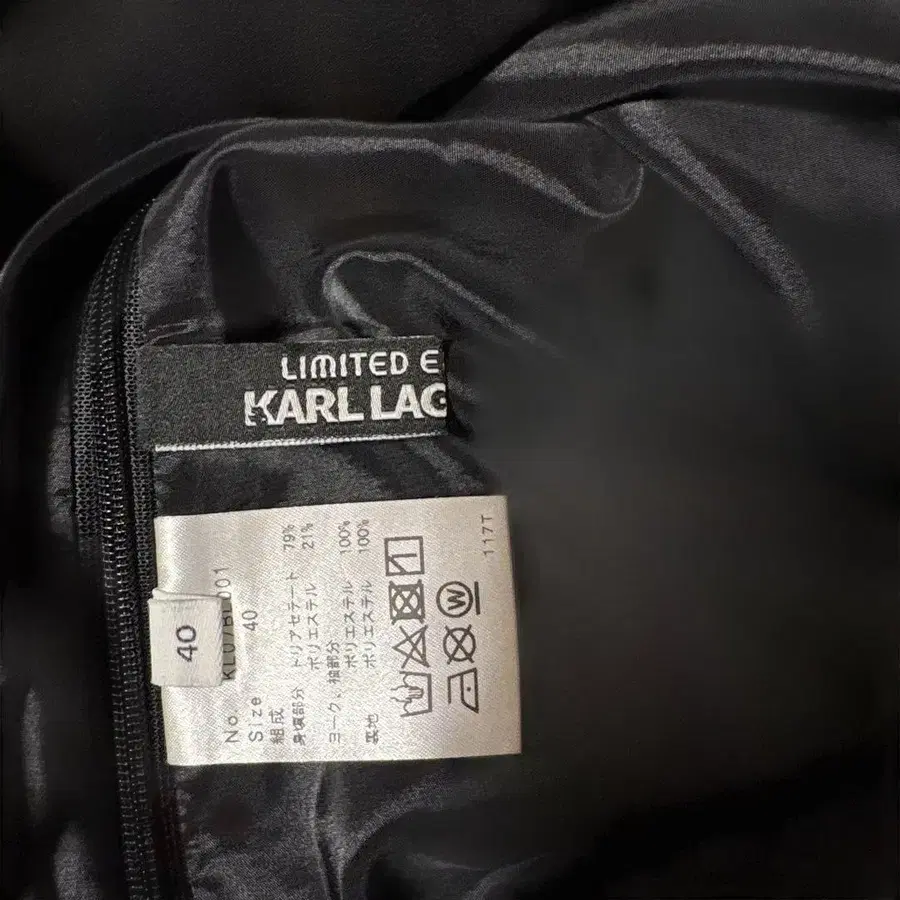 LIMITED E
KARL LAG
40
No.
Size 40
組成
身頃部分 トリアセテート 79%
ポリエステル 21%
ヨーク、袖部分
ポリエステル 100%
裏地 ポリエステル 100%
W
117T